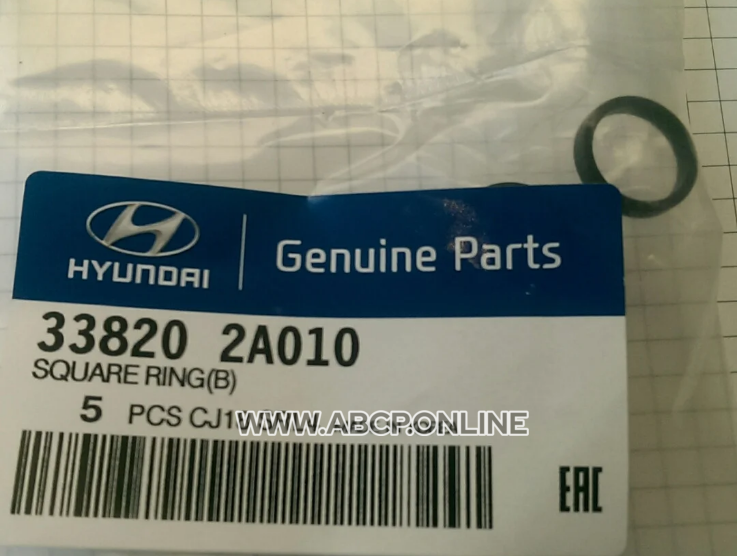 HYUNDAI
Genuine Parts
33820 2A010
SQUARE RING(B)
5 PCS
WWW.ABCP.ONLINE
EAC